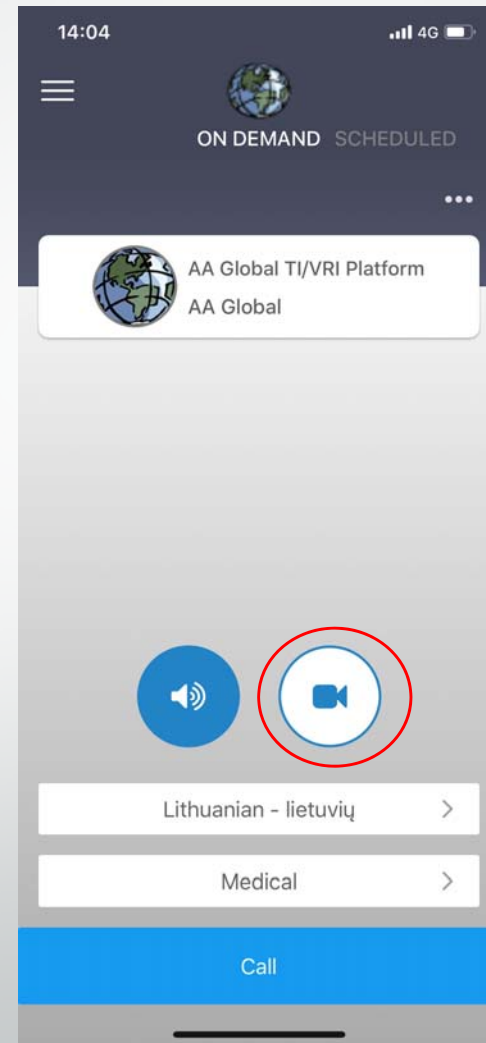 14:04
4G
ON DEMAND SCHEDULED
AA Global TI/VRI Platform
AA Global
Lithuanian - lietuvių
Medical
Call